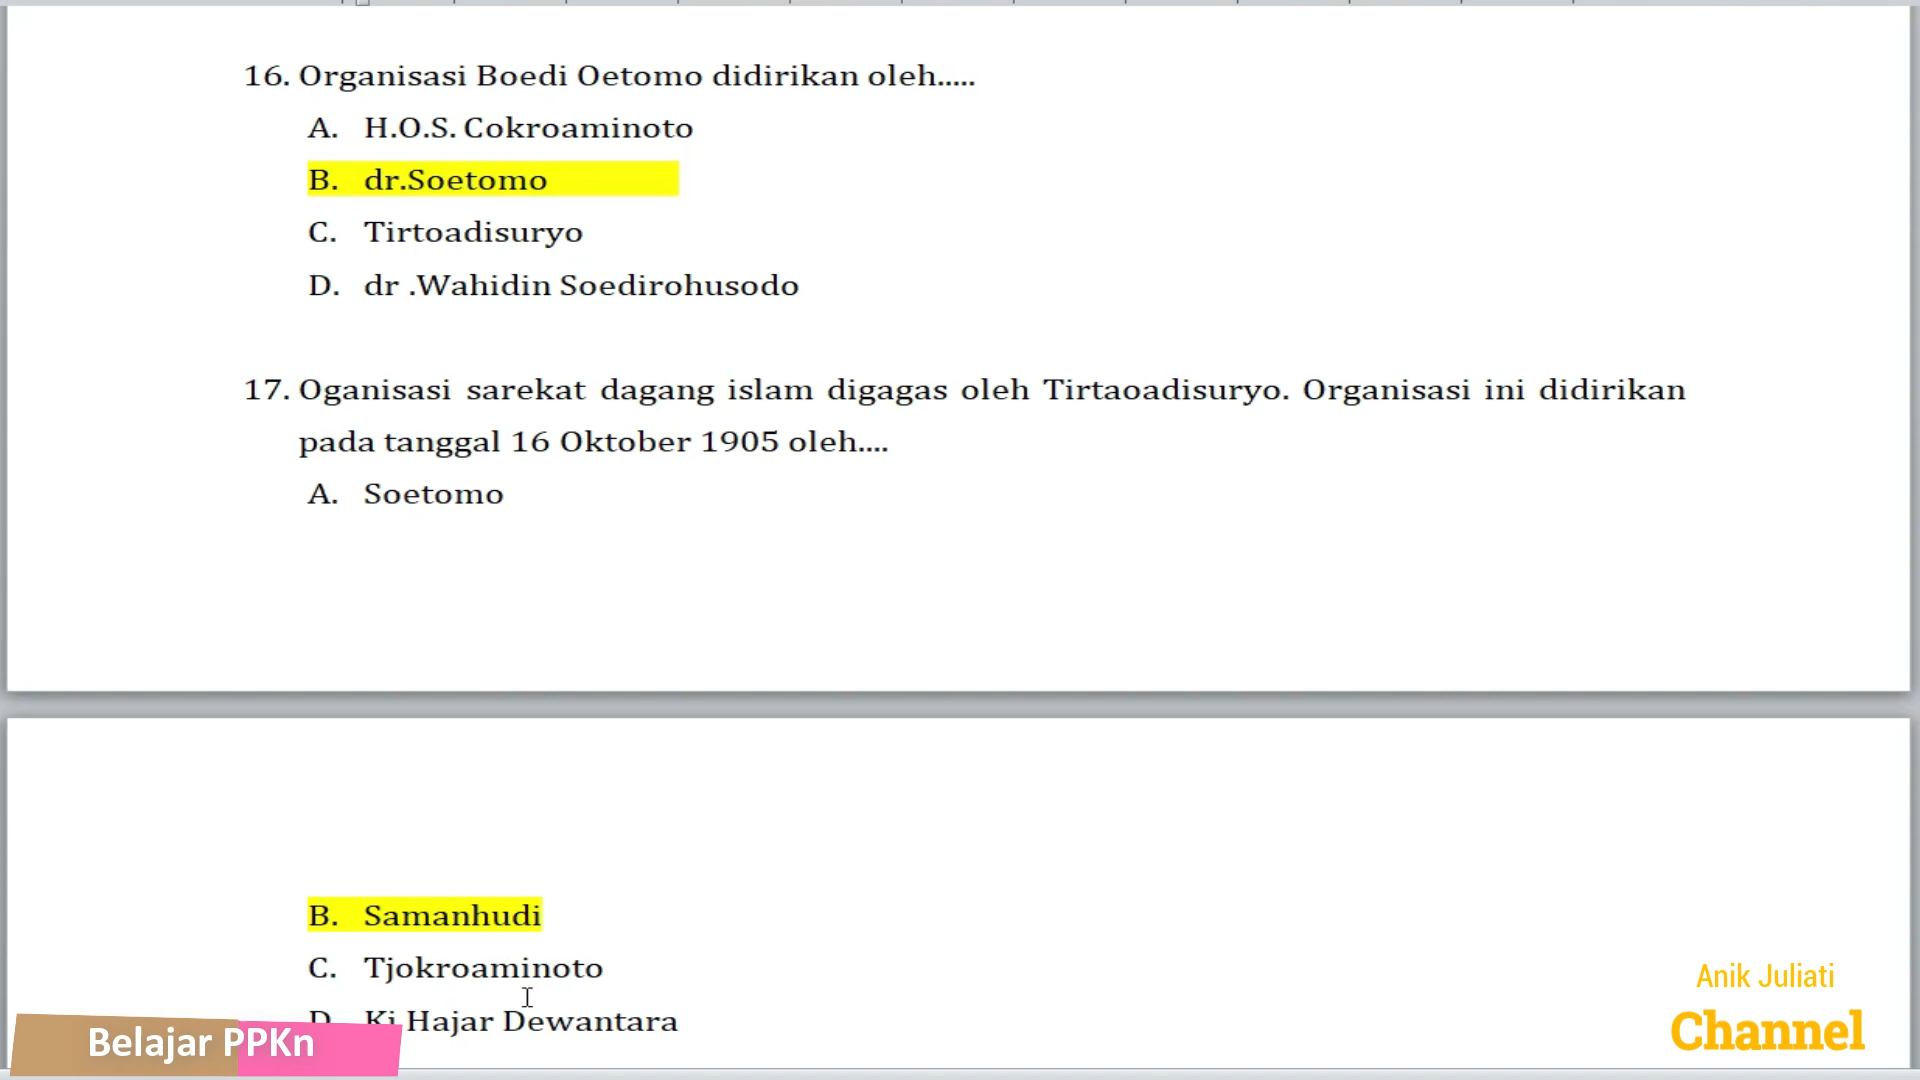 16. Organisasi Boedi Oetomo didirikan oleh.....
A. H.O.S. Cokroaminoto
B. dr.Soetomo
C. Tirtoadisuryo
D. dr .Wahidin Soedirohusodo
17. Oganisasi sarekat dagang islam digagas oleh Tirtaoadisuryo. Organisasi ini didirikan
pada tanggal 16 Oktober 1905 oleh....
A. Soetomo
B. Samanhudi
C. Tjokroaminoto
D. Ki Hajar Dewantara
Anik Juliati
Channel
Belajar PPKn